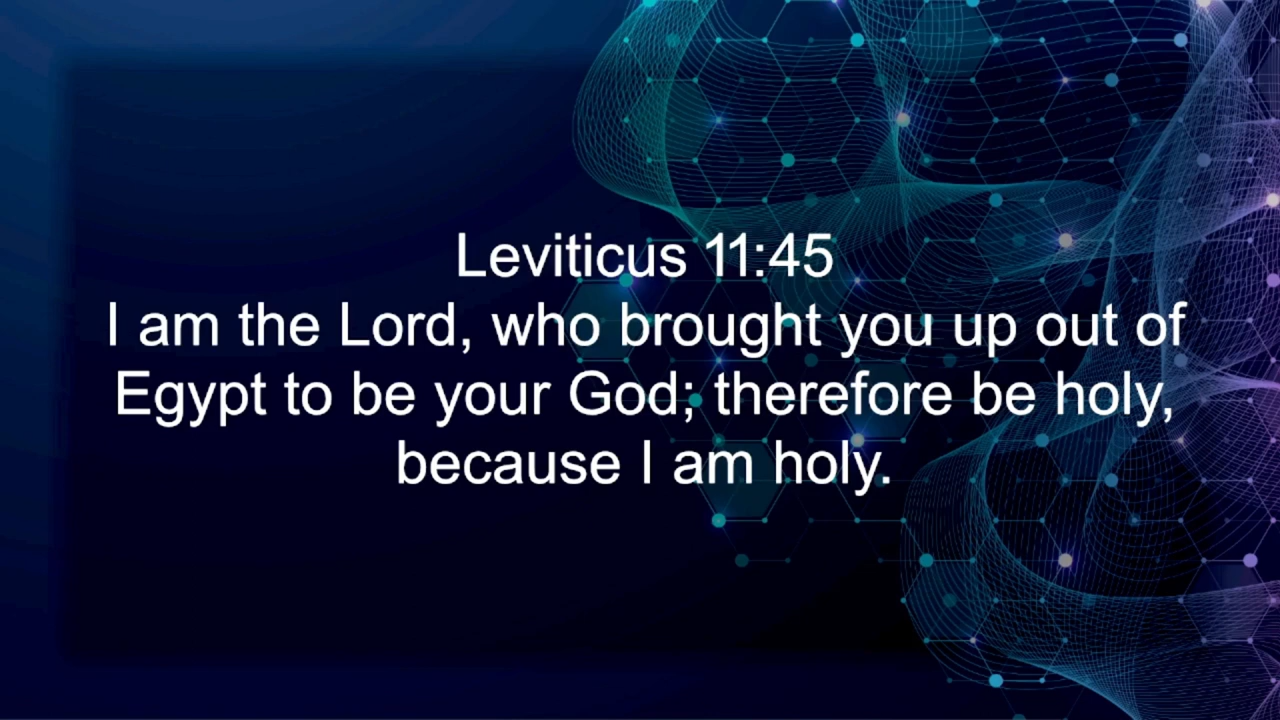 Leviticus 11:45
I am the Lord, who brought you up out of
Egypt to be your God; therefore be holy,
because I am holy.